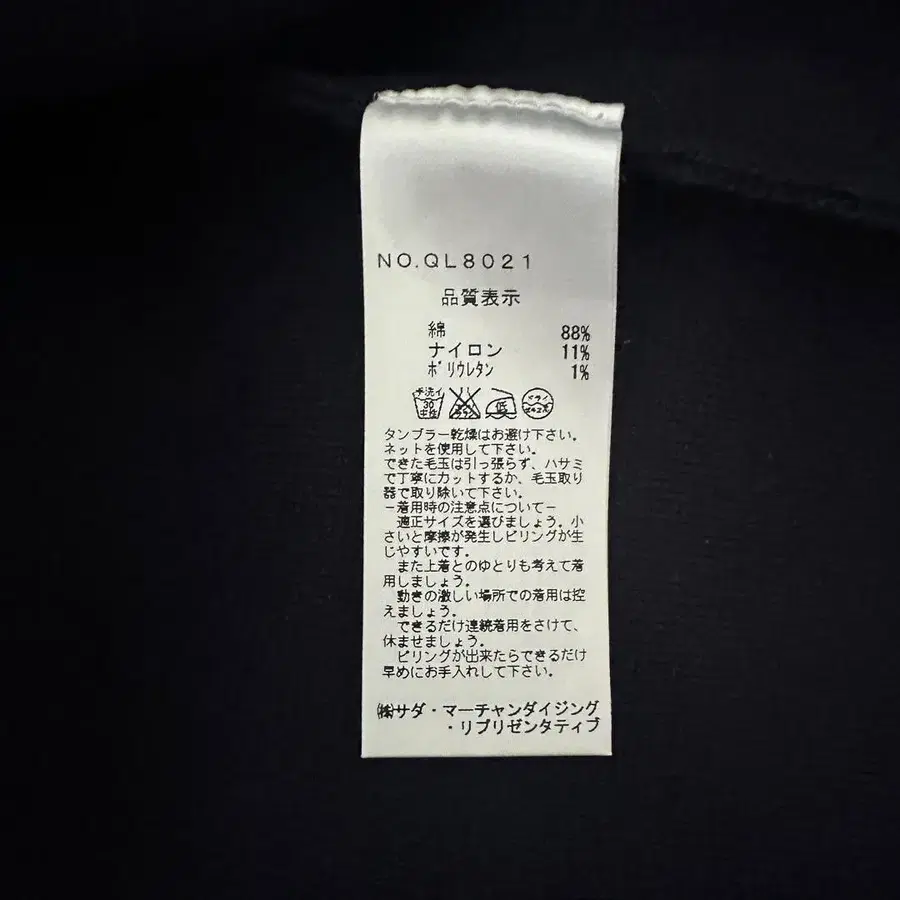 NO.QL8021
品質表示
綿 88%
ナイロン 11%
ポリウレタン 1%
手洗イ 30 中性 低 ドライ
タンブラー乾燥はお避け下さい。
ネットを使用して下さい。
できた毛玉は引っ張らず、ハサミ
で丁寧にカットするか、毛玉取り
器で取り除いて下さい。
−着用時の注意点について−
適正サイズを選びましょう。小
さいと摩擦が発生しピリングが生
じやすいです。
また上着とのゆとりも考えて着
用しましょう。
動きの激しい場所での着用は控
えましょう。
できるだけ連続着用をさけて、
休ませましょう。
ピリングが出来たらできるだけ
早めにお手入れして下さい。
㈱サダ・マーチャンダイジング
・リプリゼンタティブ